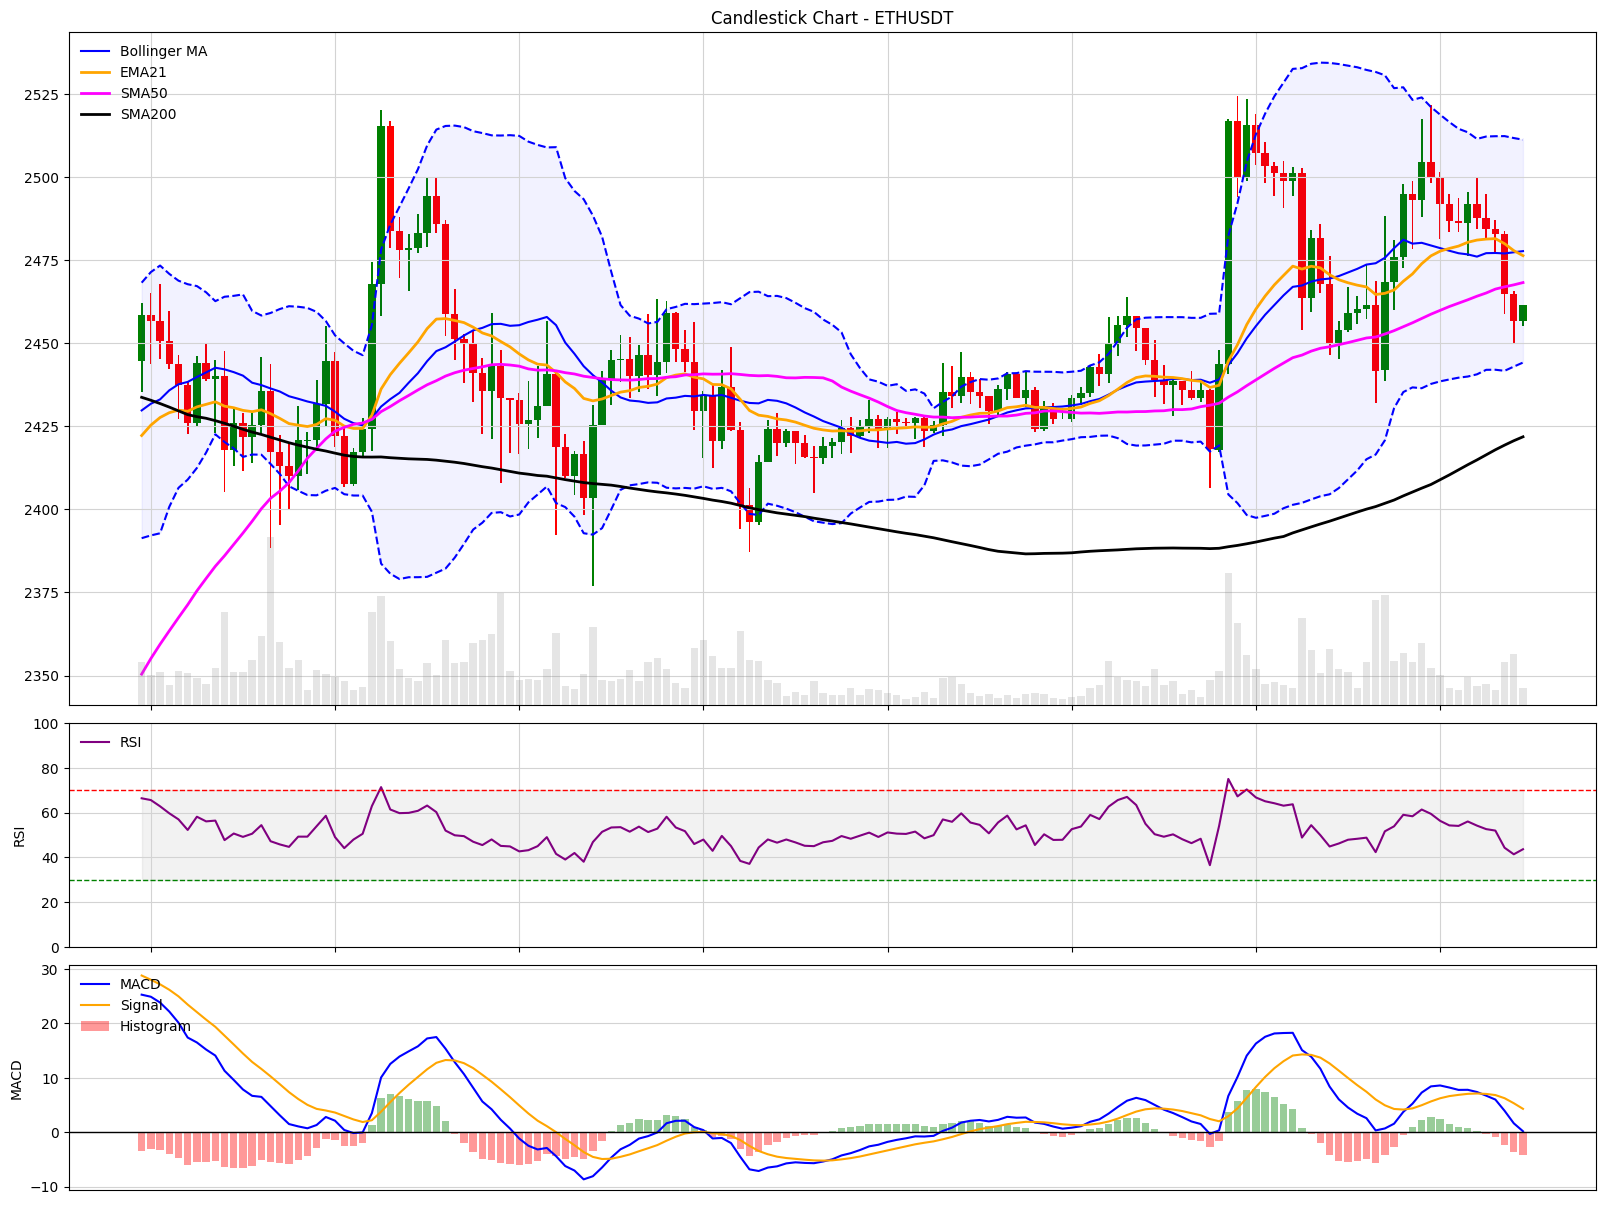 Candlestick Chart - ETHUSDT
Bollinger MA
EMA21
SMA50
SMA200
2525
2500
2475
2450
2425
2400
2375
2350
RSI
100
80
60
40
20
0
RSI
MACD
Signal
Histogram
30
20
10
0
−10
MACD